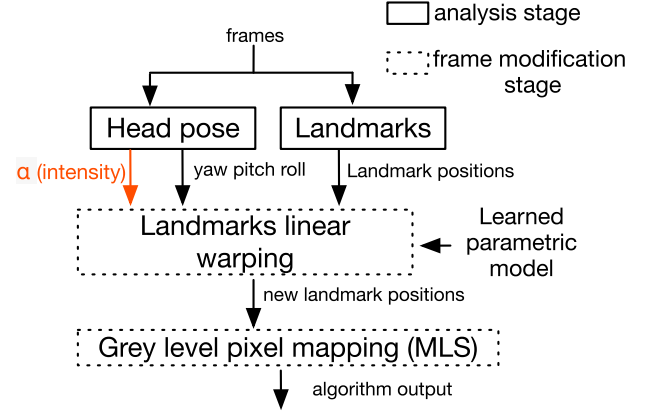 analysis stage
frames
frame modification
stage
Head pose
Landmarks
α (intensity)
yaw pitch roll
Landmark positions
Landmarks linear
warping
Learned
parametric
model
new landmark positions
Grey level pixel mapping (MLS)
algorithm output